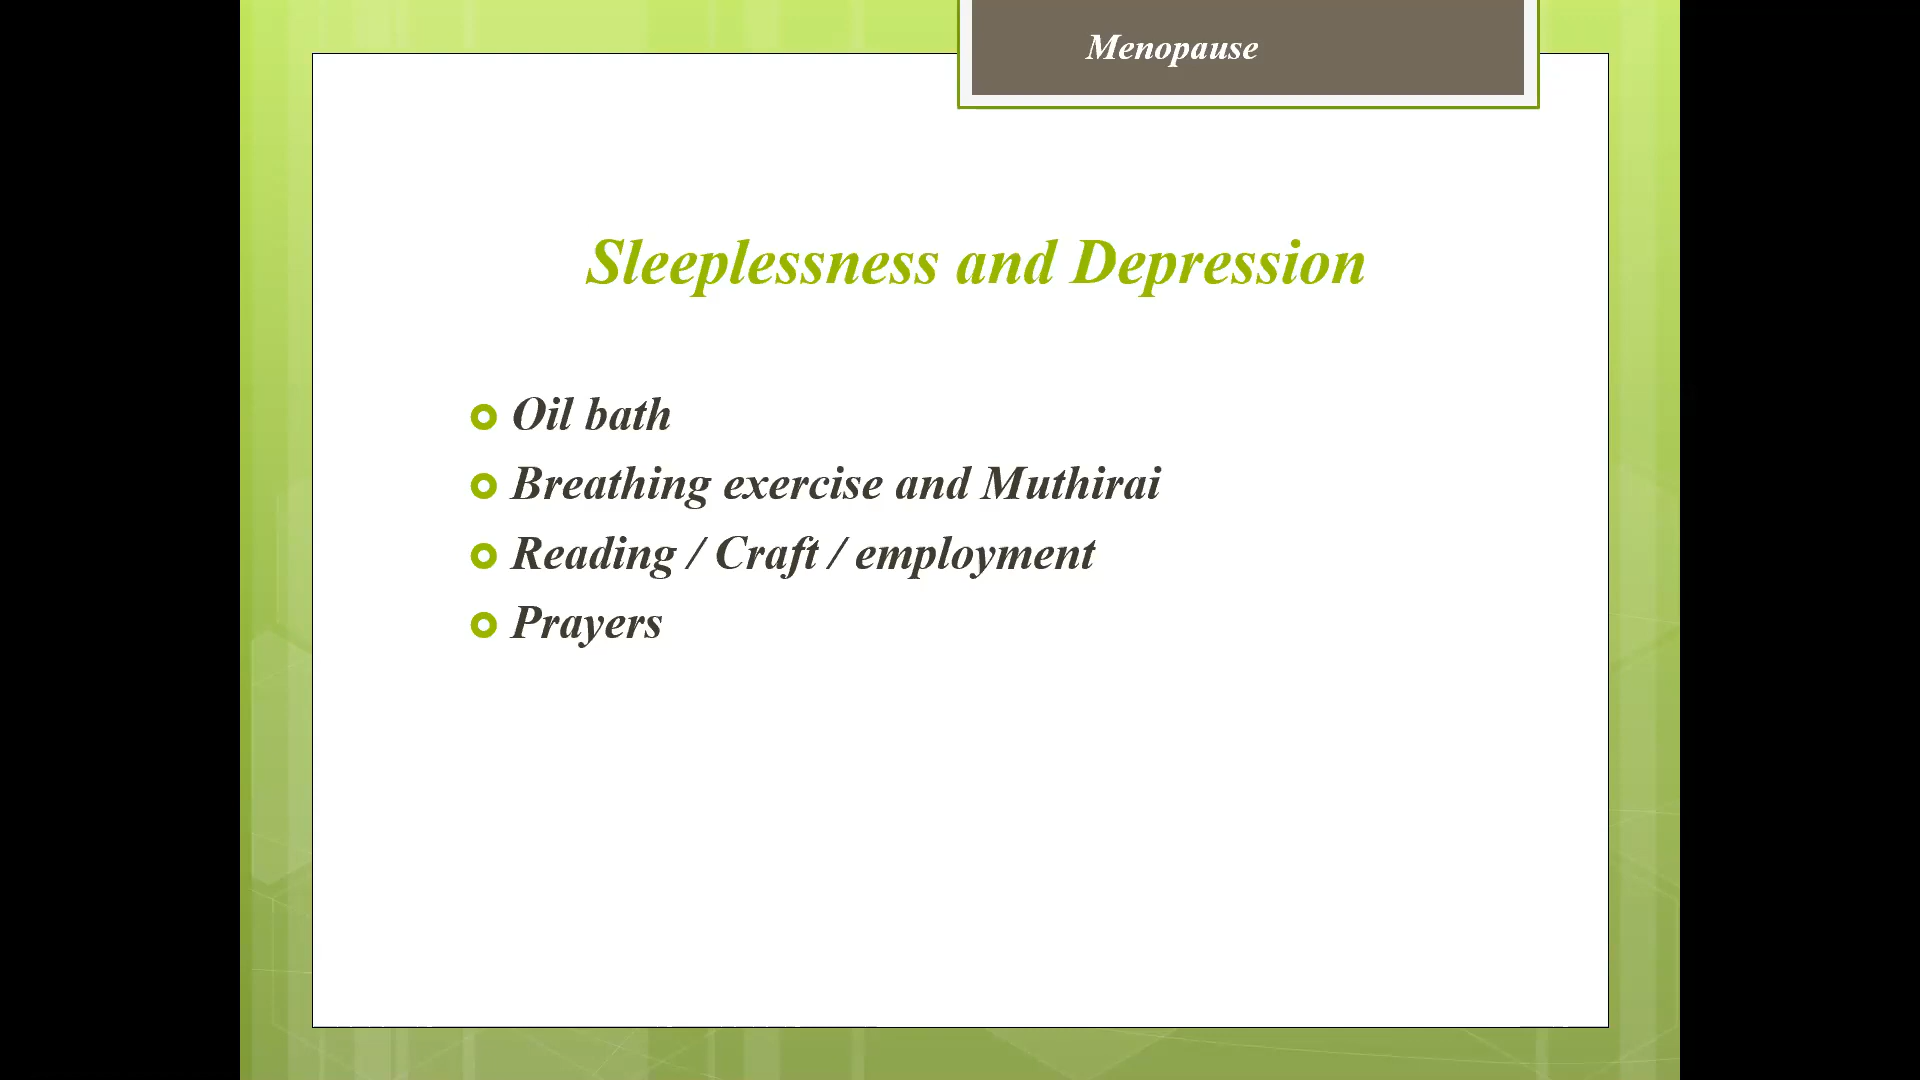 Menopause
Sleeplessness and Depression
Oil bath
Breathing exercise and Muthirai
Reading / Craft / employment
Prayers